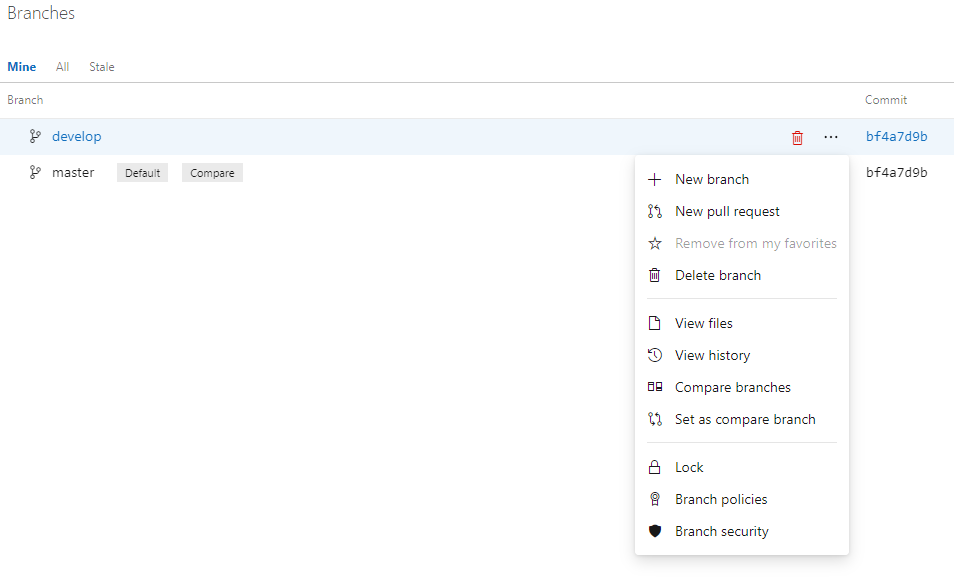 Branches
Mine All Stale
Branch Commit
develop ... bf4a7d9b
master Default Compare bf4a7d9b
New branch
New pull request
Remove from my favorites
Delete branch
View files
View history
Compare branches
Set as compare branch
Lock
Branch policies
Branch security